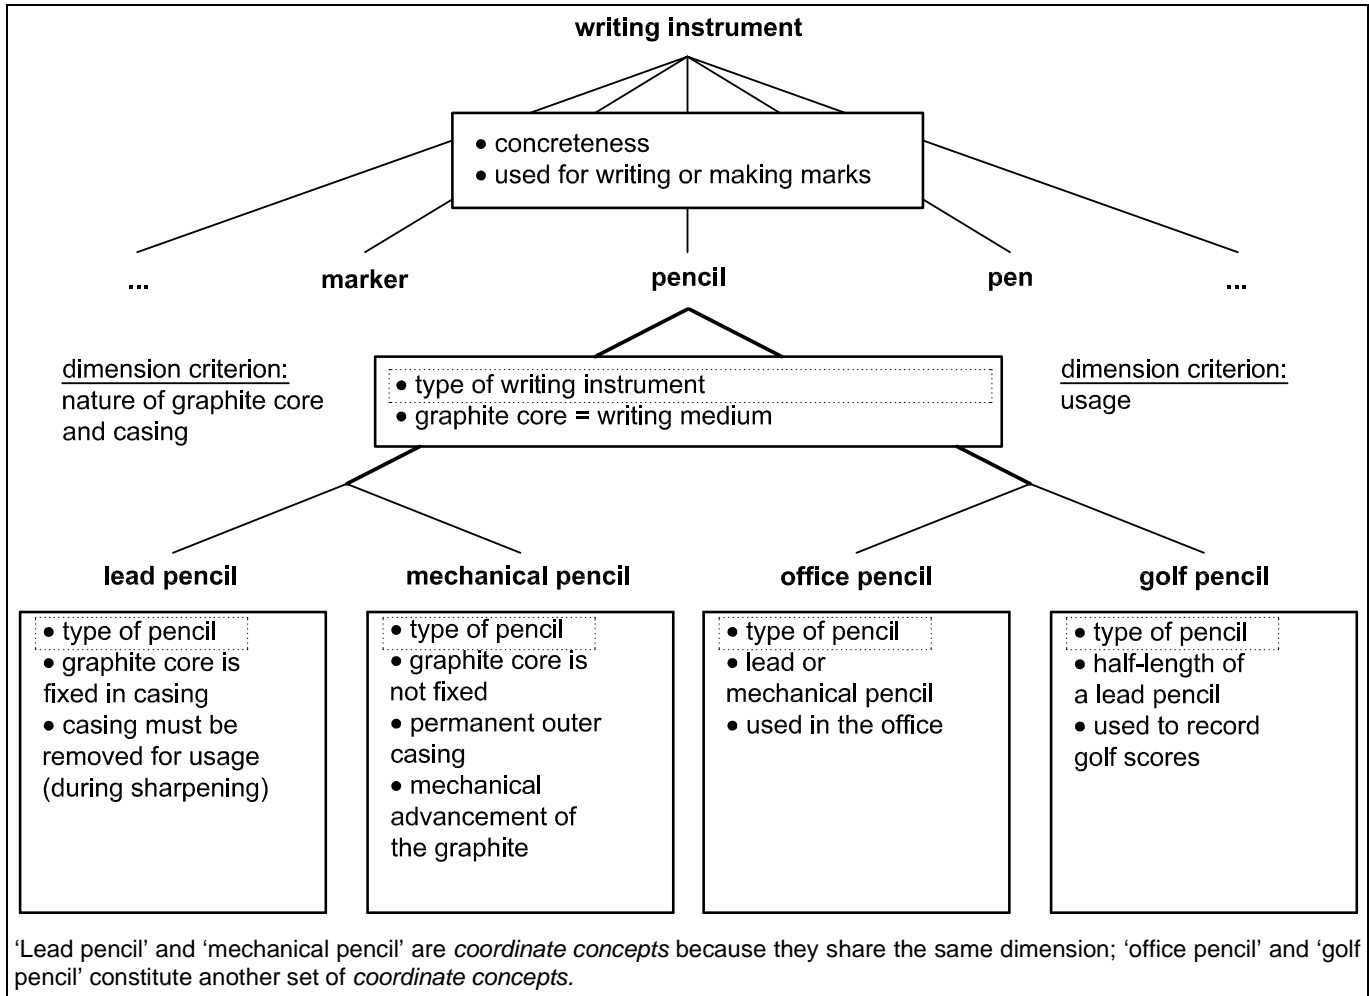 writing instrument
• concreteness
• used for writing or making marks
...
marker
pencil
pen
...
dimension criterion:
nature of graphite core
and casing
• type of writing instrument
• graphite core = writing medium
dimension criterion:
usage
lead pencil
mechanical pencil
office pencil
golf pencil
• type of pencil
• graphite core is
fixed in casing
• casing must be
removed for usage
(during sharpening)
• type of pencil
• graphite core is
not fixed
• permanent outer
casing
• mechanical
advancement of
the graphite
• type of pencil
• lead or
mechanical pencil
• used in the office
• type of pencil
• half-length of
a lead pencil
• used to record
golf scores
‘Lead pencil’ and ‘mechanical pencil’ are coordinate concepts because they share the same dimension; ‘office pencil’ and ‘golf
pencil’ constitute another set of coordinate concepts.